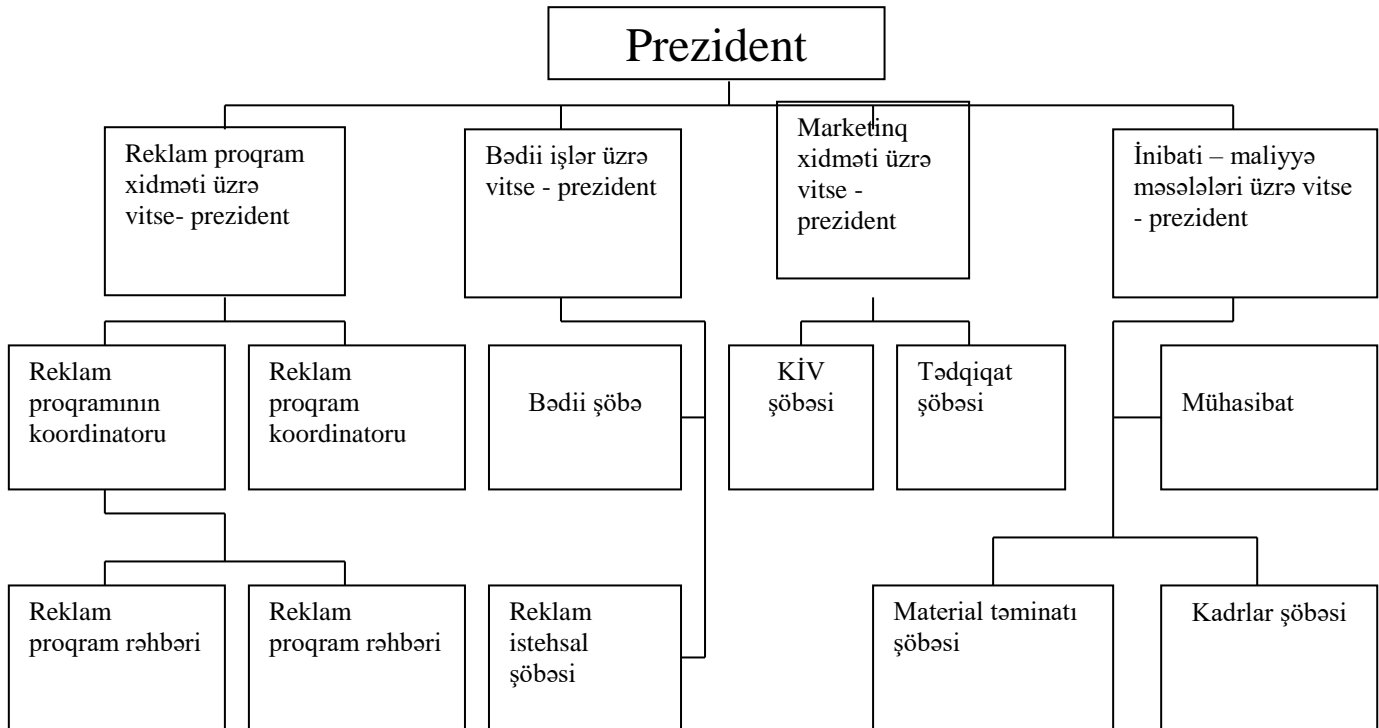 Prezident
Reklam proqram
xidməti üzrə
vitse- prezident
Bədii işlər üzrə
vitse - prezident
Marketinq
xidməti üzrə
vitse -
prezident
İnibati – maliyyə
məsələləri üzrə vitse
- prezident
Reklam
proqramının
koordinatoru
Reklam
proqram
koordinatoru
Bədii şöbə
KİV
şöbəsi
Tədqiqat
şöbəsi
Mühasibat
Reklam
proqram rəhbəri
Reklam
proqram rəhbəri
Reklam
istehsal
şöbəsi
Material təminatı
şöbəsi
Kadrlar şöbəsi